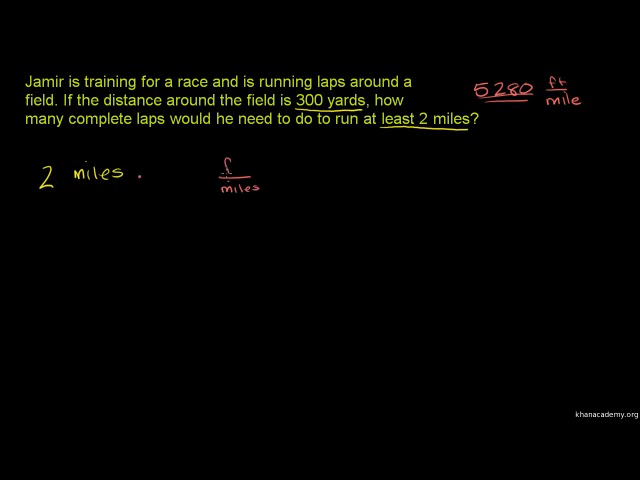 Jamir is training for a race and is running laps around a
field. If the distance around the field is 300 yards, how
many complete laps would he need to do to run at least 2 miles?
5280 ft
mile
2 miles · f
miles
khanacademy.org